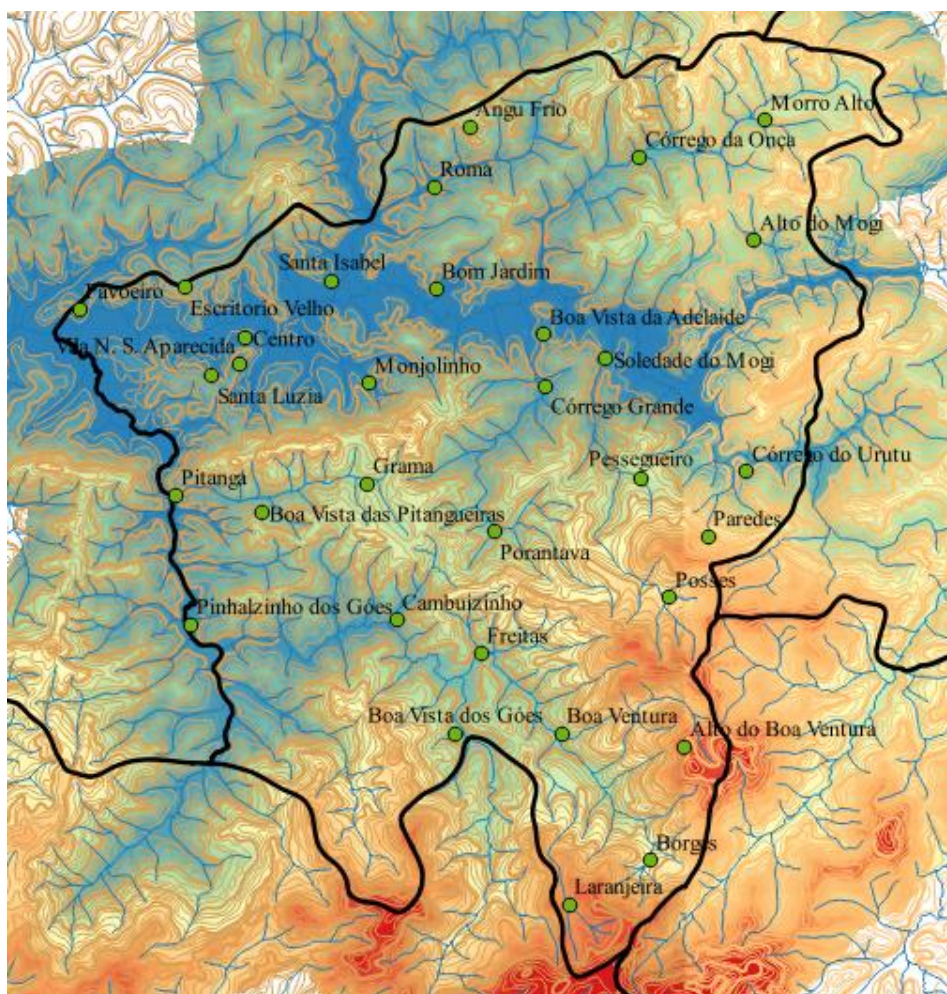 Morro Alto
Angu Frio
Córrego da Onça
Roma
Alto do Mogi
Santa Isabel
Bom Jardim
Pavoeiro
Escritorio Velho
Boa Vista da Adelaide
Centro
Vila N. S. Aparecida
Soledade do Mogi
Monjolinho
Santa Luzia
Córrego Grande
Grama
Pessegueiro
Córrego do Urutu
Pitanga
Boa Vista das Pitangueiras
Paredes
Porantava
Posses
Pinhalzinho dos Góes
Cambuizinho
Freitas
Boa Vista dos Góes
Boa Ventura
Alto do Boa Ventura
Borges
Laranjeira